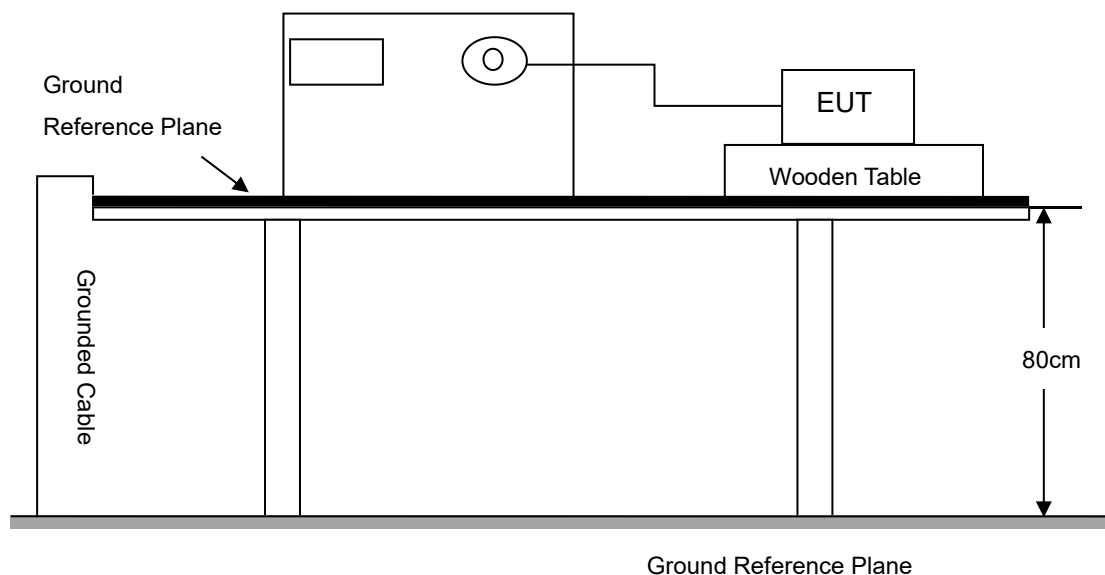 Ground
Reference Plane
EUT
Wooden Table
Grounded Cable
80cm
Ground Reference Plane